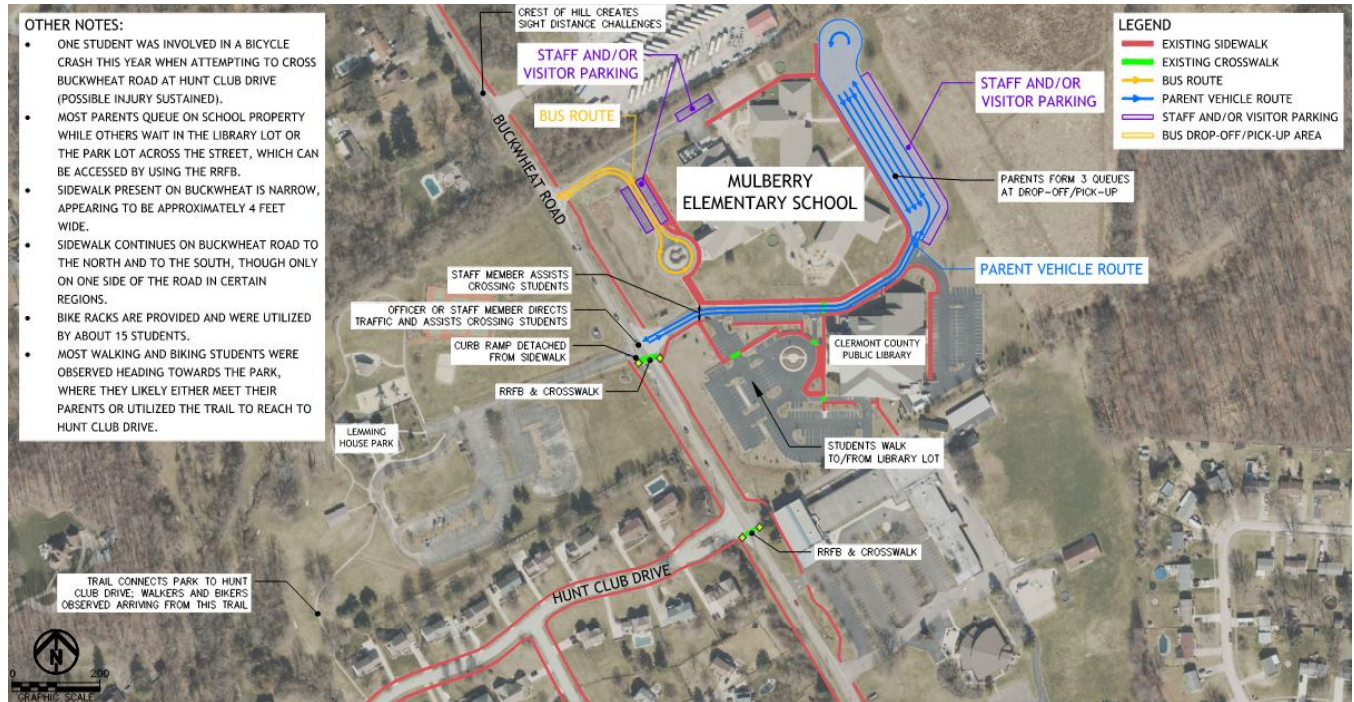 OTHER NOTES:
• ONE STUDENT WAS INVOLVED IN A BICYCLE
CRASH THIS YEAR WHEN ATTEMPTING TO CROSS
BUCKWHEAT ROAD AT HUNT CLUB DRIVE
(POSSIBLE INJURY SUSTAINED).
• MOST PARENTS QUEUE ON SCHOOL PROPERTY
WHILE OTHERS WAIT IN THE LIBRARY LOT OR
THE PARK LOT ACROSS THE STREET, WHICH CAN
BE ACCESSED BY USING THE RRFB.
• SIDEWALK PRESENT ON BUCKWHEAT IS NARROW,
APPEARING TO BE APPROXIMATELY 4 FEET
WIDE.
• SIDEWALK CONTINUES ON BUCKWHEAT ROAD TO
THE NORTH AND TO THE SOUTH, THOUGH ONLY
ON ONE SIDE OF THE ROAD IN CERTAIN
REGIONS.
• BIKE RACKS ARE PROVIDED AND WERE UTILIZED
BY ABOUT 15 STUDENTS.
• MOST WALKING AND BIKING STUDENTS WERE
OBSERVED HEADING TOWARDS THE PARK,
WHERE THEY LIKELY EITHER MEET THEIR
PARENTS OR UTILIZED THE TRAIL TO REACH TO
HUNT CLUB DRIVE.
CREST OF HILL CREATES
SIGHT DISTANCE CHALLENGES
STAFF AND/OR
VISITOR PARKING
BUS ROUTE
BUCKWHEAT ROAD
MULBERRY
ELEMENTARY SCHOOL
STAFF AND/OR
VISITOR PARKING
LEGEND
EXISTING SIDEWALK
EXISTING CROSSWALK
BUS ROUTE
PARENT VEHICLE ROUTE
STAFF AND/OR VISITOR PARKING
BUS DROP-OFF/PICK-UP AREA
PARENTS FORM 3 QUEUES
AT DROP-OFF/PICK-UP
PARENT VEHICLE ROUTE
STAFF MEMBER ASSISTS
CROSSING STUDENTS
OFFICER OR STAFF MEMBER DIRECTS
TRAFFIC AND ASSISTS CROSSING STUDENTS
CURB RAMP DETACHED
FROM SIDEWALK
RRFB & CROSSWALK
CLERMONT COUNTY
PUBLIC LIBRARY
LEMMING
HOUSE PARK
STUDENTS WALK
TO/FROM LIBRARY LOT
RRFB & CROSSWALK
HUNT CLUB DRIVE
TRAIL CONNECTS PARK TO HUNT
CLUB DRIVE; WALKERS AND BIKERS
OBSERVED ARRIVING FROM THIS TRAIL
N
0 200
GRAPHIC SCALE